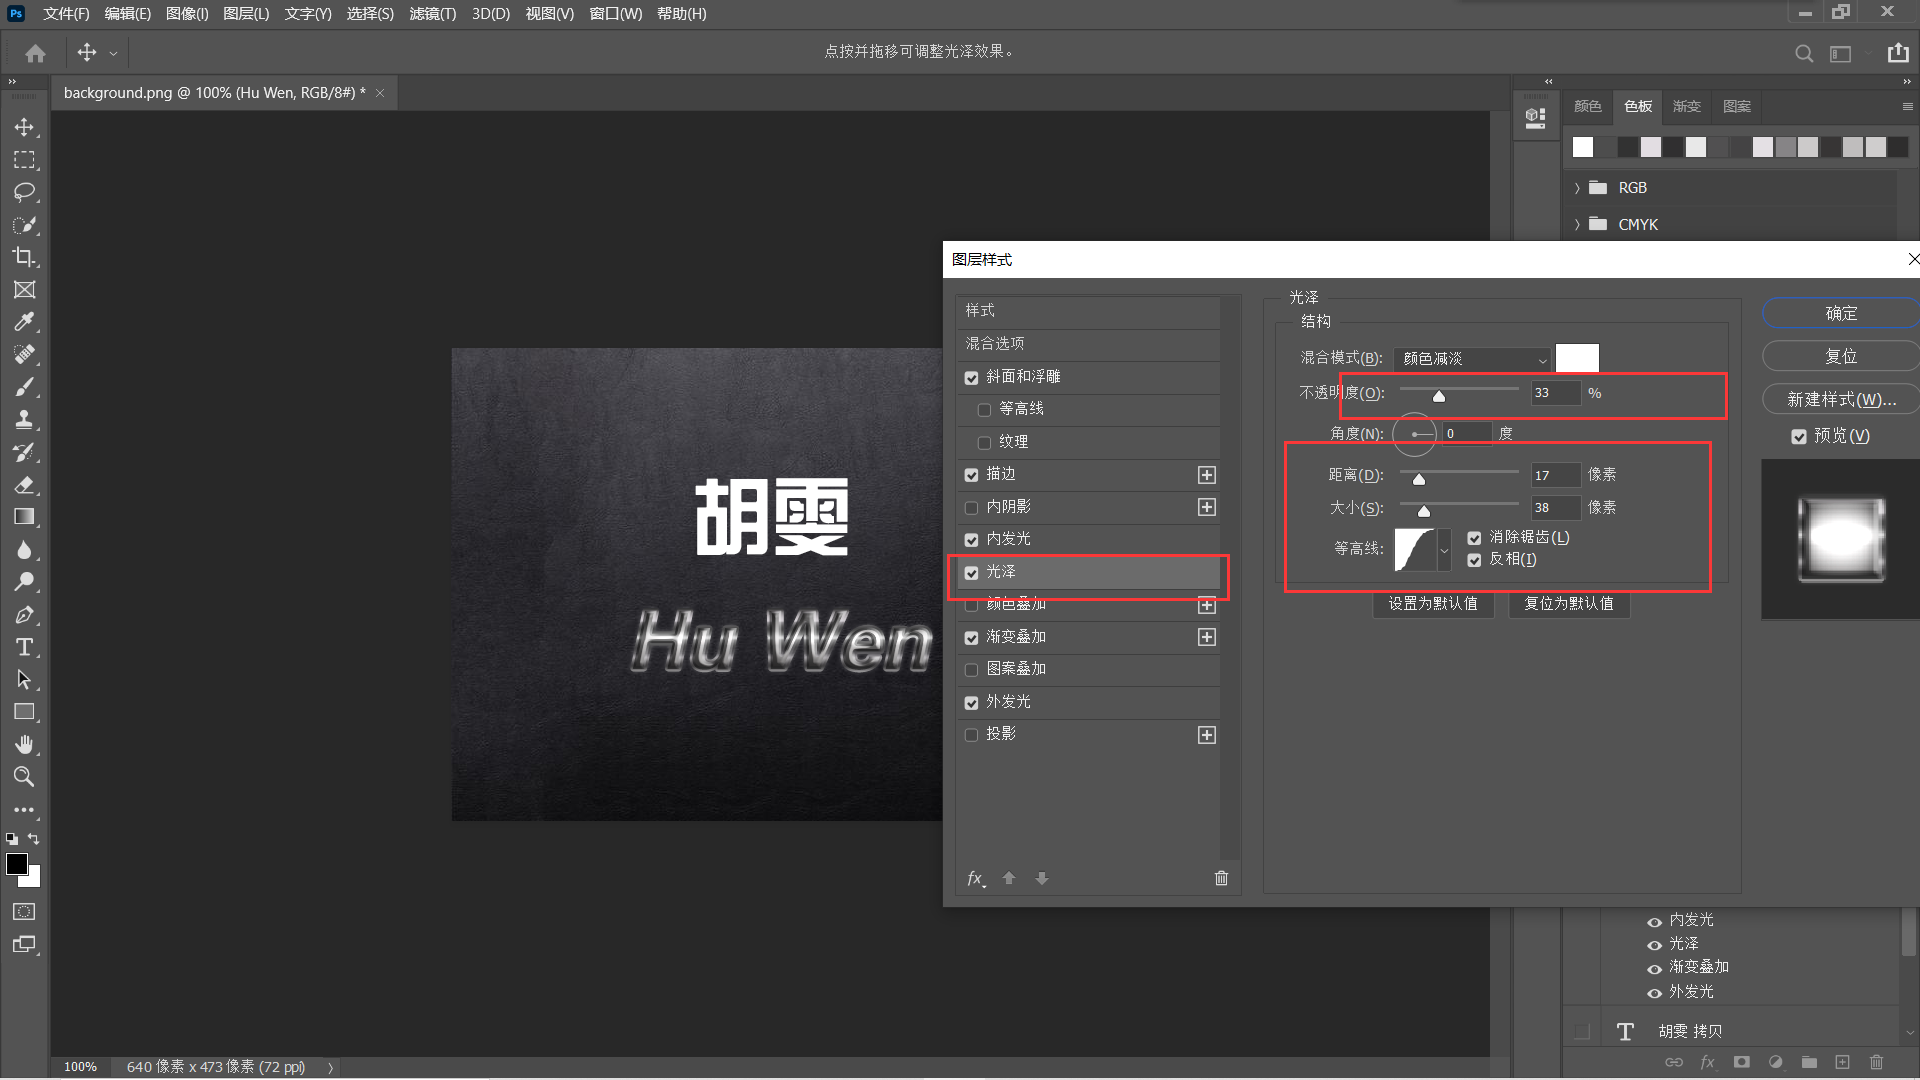 Ps 文件(F) 编辑(E) 图像(I) 图层(L) 文字(Y) 选择(S) 滤镜(T) 3D(D) 视图(V) 窗口(W) 帮助(H)
点按并拖移可调整光泽效果。
background.png @ 100% (Hu Wen, RGB/8#) *
颜色 色板 渐变 图案
RGB
CMYK
图层样式
样式
混合选项
斜面和浮雕
等高线
纹理
描边
内阴影
内发光
光泽
颜色叠加
渐变叠加
图案叠加
外发光
投影
fx
光泽
结构
混合模式(B): 颜色减淡
不透明度(O): 33 %
角度(N): 0 度
距离(D): 17 像素
大小(S): 38 像素
等高线: 消除锯齿(L)
反相(I)
设置为默认值 复位为默认值
确定
复位
新建样式(W)...
预览(V)
胡雯
Hu Wen
内发光
光泽
渐变叠加
外发光
T 胡雯 拷贝
fx
100% 640 像素 x 473 像素 (72 ppi)